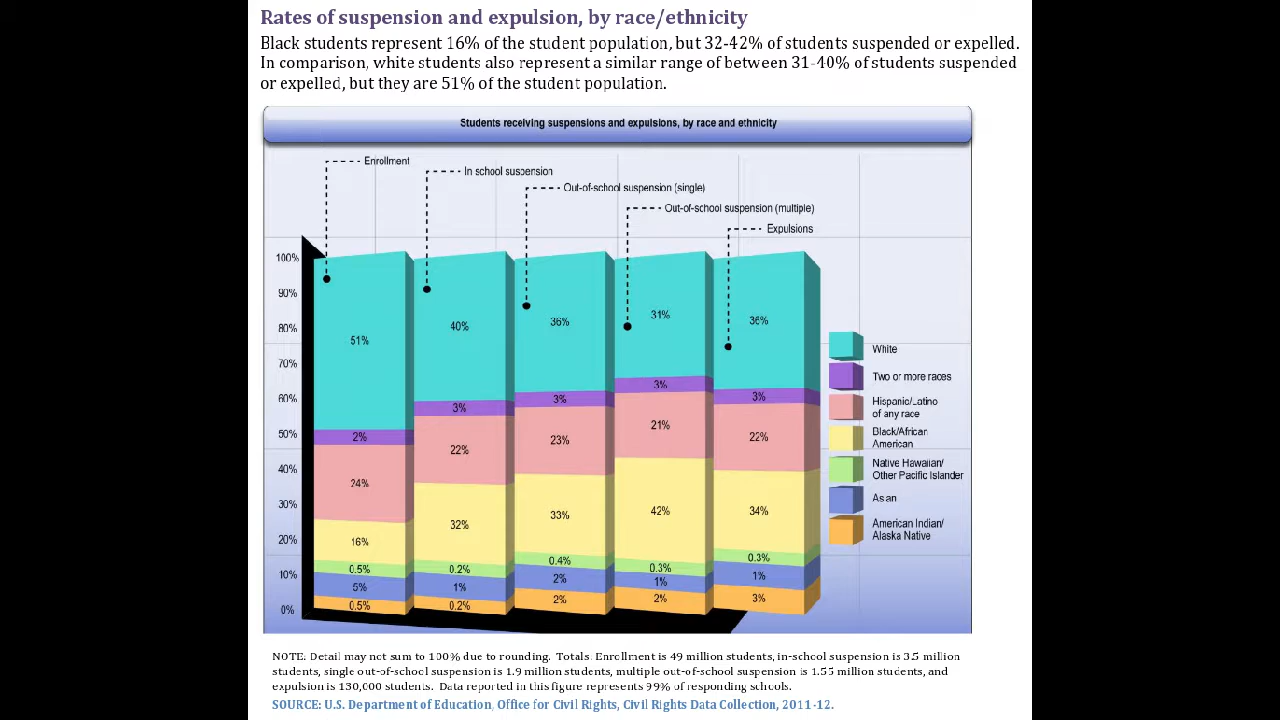 Rates of suspension and expulsion, by race/ethnicity
Black students represent 16% of the student population, but 32-42% of students suspended or expelled.
In comparison, white students also represent a similar range of between 31-40% of students suspended
or expelled, but they are 51% of the student population.
Students receiving suspensions and expulsions, by race and ethnicity
Enrollment
In school suspension
Out-of-school suspension (single)
Out-of-school suspension (multiple)
Expulsions
100%
90%
80%
70%
60%
50%
40%
30%
20%
10%
0%
51%
2%
24%
16%
0.5%
5%
0.5%
40%
3%
22%
32%
0.2%
1%
0.2%
36%
3%
23%
33%
0.4%
2%
2%
31%
3%
21%
42%
0.3%
1%
2%
36%
3%
22%
34%
0.3%
1%
3%
White
Two or more races
Hispanic/Latino
of any race
Black/African
American
Native Hawaiian/
Other Pacific Islander
Asian
American Indian/
Alaska Native
NOTE: Detail may not sum to 100% due to rounding. Totals: Enrollment is 49 million students, in-school suspension is 3.5 million
students, single out-of-school suspension is 1.9 million students, multiple out-of-school suspension is 1.55 million students, and
expulsion is 130,000 students. Data reported in this figure represents 99% of responding schools.
SOURCE: U.S. Department of Education, Office for Civil Rights, Civil Rights Data Collection, 2011-12.